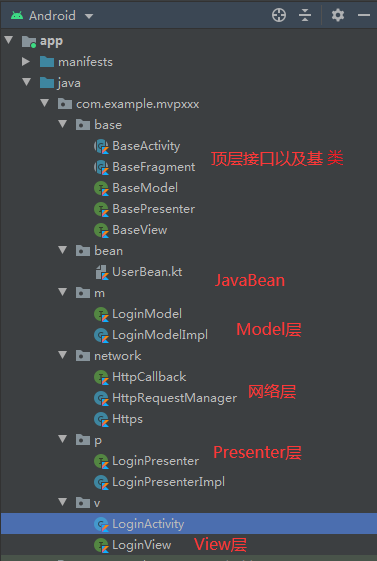 Android
app
manifests
java
com.example.mvpxxx
base
BaseActivity
BaseFragment 顶层接口以及基 类
BaseModel
BasePresenter
BaseView
bean
UserBean.kt JavaBean
m
LoginModel
LoginModelImpl Model层
network
HttpCallback
HttpRequestManager 网络层
Https
p
LoginPresenter Presenter层
LoginPresenterImpl
v
LoginActivity
LoginView View层